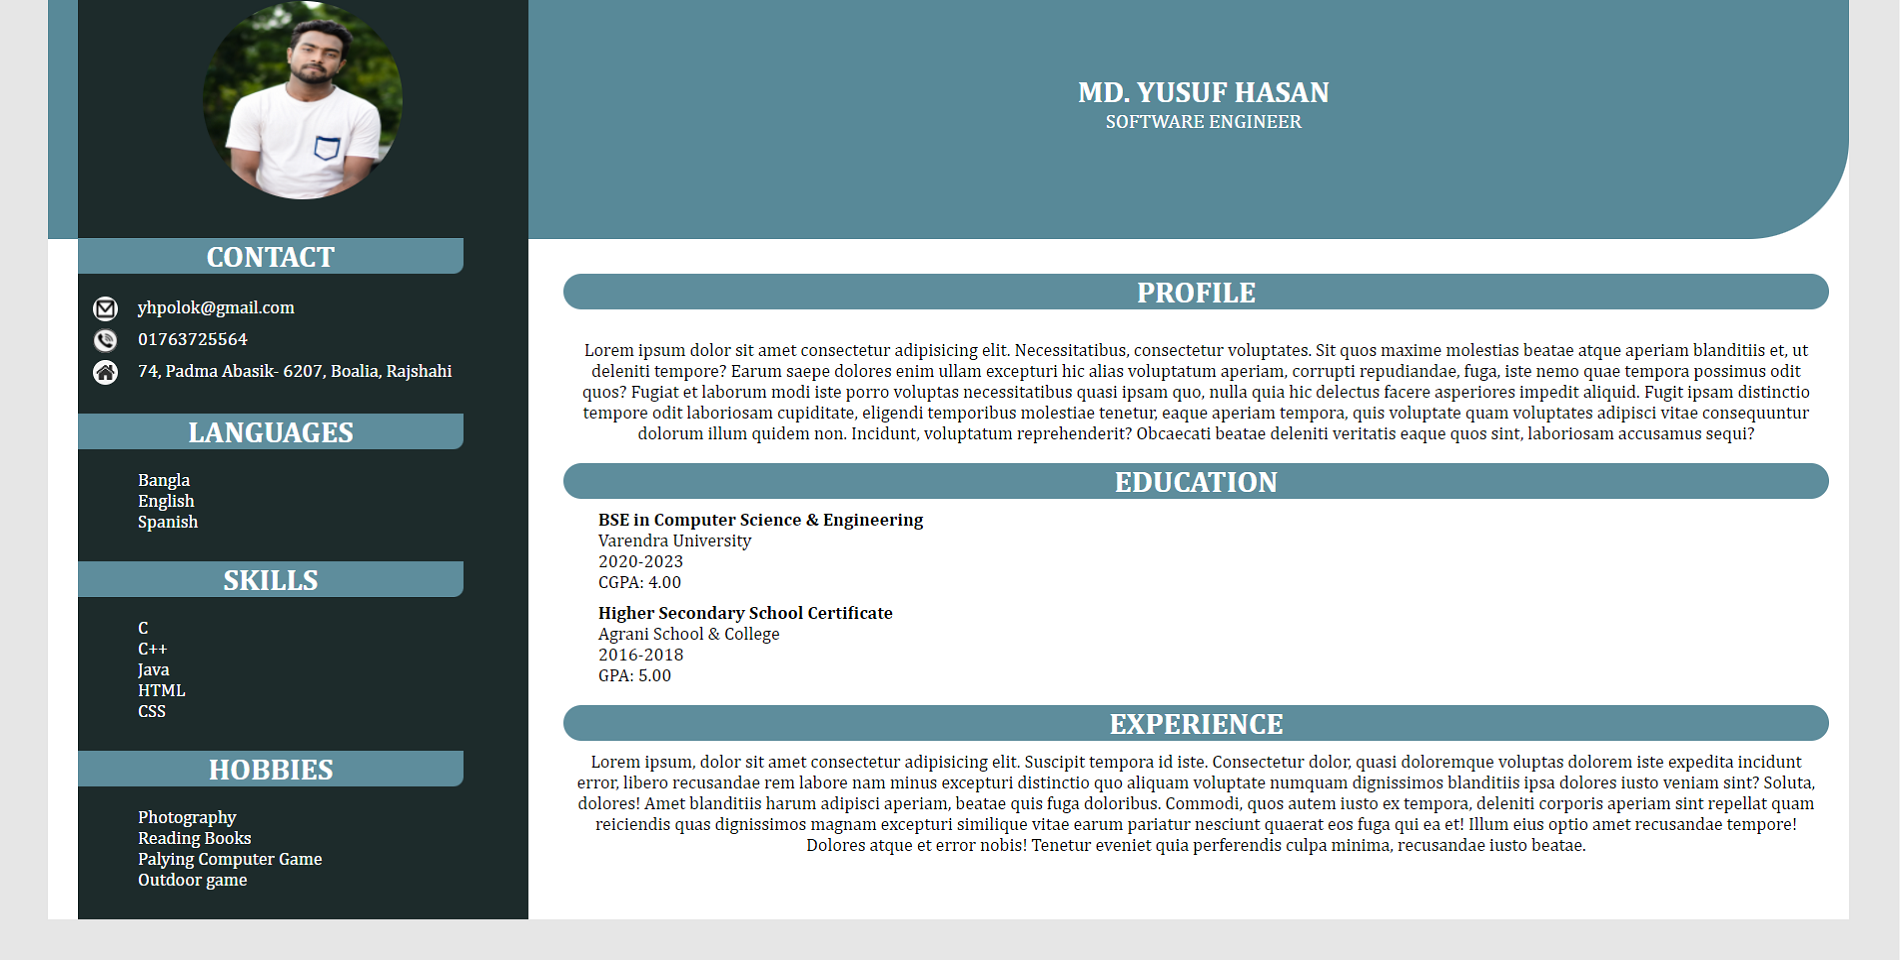 MD. YUSUF HASAN
SOFTWARE ENGINEER
CONTACT
yhpolok@gmail.com
01763725564
74, Padma Abasik- 6207, Boalia, Rajshahi
LANGUAGES
Bangla
English
Spanish
SKILLS
C
C++
Java
HTML
CSS
HOBBIES
Photography
Reading Books
Palying Computer Game
Outdoor game
PROFILE
Lorem ipsum dolor sit amet consectetur adipisicing elit. Necessitatibus, consectetur voluptates. Sit quos maxime molestias beatae atque aperiam blanditiis et, ut
deleniti tempore? Earum saepe dolores enim ullam excepturi hic alias voluptatum aperiam, corrupti repudiandae, fuga, iste nemo quae tempora possimus odit
quos? Fugiat et laborum modi iste porro voluptas necessitatibus quasi ipsam quo, nulla quia hic delectus facere asperiores impedit aliquid. Fugit ipsam distinctio
tempore odit laboriosam cupiditate, eligendi temporibus molestiae tenetur, eaque aperiam tempora, quis voluptate quam voluptates adipisci vitae consequuntur
dolorum illum quidem non. Incidunt, voluptatum reprehenderit? Obcaecati beatae deleniti veritatis eaque quos sint, laboriosam accusamus sequi?
EDUCATION
BSE in Computer Science & Engineering
Varendra University
2020-2023
CGPA: 4.00
Higher Secondary School Certificate
Agrani School & College
2016-2018
GPA: 5.00
EXPERIENCE
Lorem ipsum, dolor sit amet consectetur adipisicing elit. Suscipit tempora id iste. Consectetur dolor, quasi doloremque voluptas dolorem iste expedita incidunt
error, libero recusandae rem labore nam minus excepturi distinctio quo aliquam voluptate numquam dignissimos blanditiis ipsa dolores iusto veniam sint? Soluta,
dolores! Amet blanditiis harum adipisci aperiam, beatae quis fuga doloribus. Commodi, quos autem iusto ex tempora, deleniti corporis aperiam sint repellat quam
reiciendis quas dignissimos magnam excepturi similique vitae earum pariatur nesciunt quaerat eos fuga qui ea et! Illum eius optio amet recusandae tempore!
Dolores atque et error nobis! Tenetur eveniet quia perferendis culpa minima, recusandae iusto beatae.